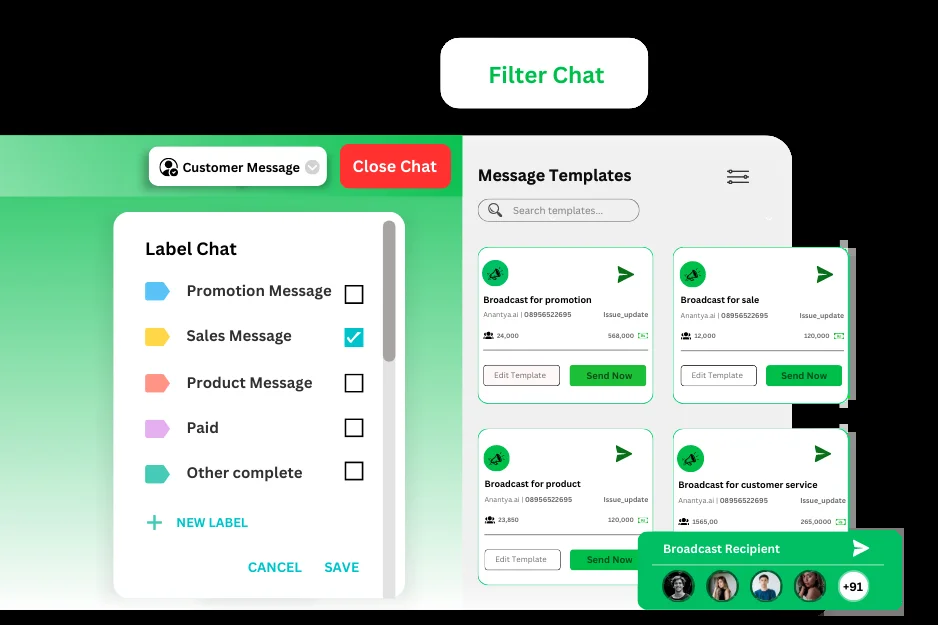 Filter Chat
Customer Message
Close Chat
Label Chat
Promotion Message
Sales Message
Product Message
Paid
Other complete
NEW LABEL
CANCEL SAVE
Message Templates
Search templates...
Broadcast for promotion
Anantya.ai | 08956522695 Issue_update
24,000 568,000
Edit Template Send Now
Broadcast for sale
Anantya.ai | 08956522695 Issue_update
12,000 120,000
Edit Template Send Now
Broadcast for product
Anantya.ai | 08956522695 Issue_update
23,850 120,000
Edit Template Send Now
Broadcast for customer service
Anantya.ai | 08956522695 Issue_update
1565,00 265,0000
Broadcast Recipient
+91